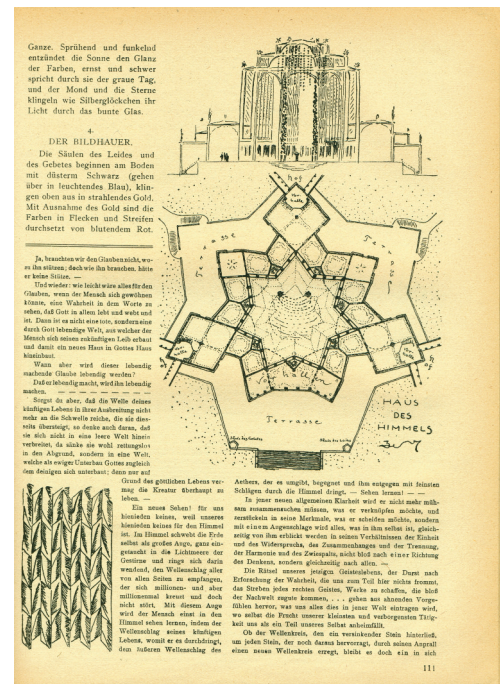 Ganze. Sprühend und funkelnd
entzündet die Sonne den Glanz
der Farben, ernst und schwer
spricht durch sie der graue Tag,
und der Mond und die Sterne
klingeln wie Silberglöckchen ihr
Licht durch das bunte Glas.
4.
DER BILDHAUER.
Die Säulen des Leides und
des Gebetes beginnen am Boden
mit düsterm Schwarz (gehen
über in leuchtendes Blau), klin-
gen oben aus in strahlendes Gold.
Mit Ausnahme des Gold sind die
Farben in Flecken und Streifen
durchsetzt von blutendem Rot.
Ja, brauchten wir den Glauben nicht, wo-
zu ihn stützen; doch wie ihn brauchen, hätte
er keine Stütze. —
Und wieder: wie leicht wäre alles für den
Glauben, wenn der Mensch sich gewöhnen
könnte, eine Wahrheit in dem Worte zu
sehen, daß Gott in allem lebt und webt und
ist. Dann ist es nicht eine tote, sondern eine
durch Gott lebendige Welt, aus welcher der
Mensch sich seinen zukünftigen Leib erbaut
und damit ein neues Haus in Gottes Haus
hineinbaut.
Wann aber wird dieser lebendig
machende Glaube lebendig werden?
Daß er lebendig macht, wird ihn lebendig
machen. — — — — — — — —
Sorgst du aber, daß die Welle deines
künftigen Lebens in ihrer Ausbreitung nicht
mehr an die Schwelle reiche, die sie dies-
seits übersteigt, so denke auch daran, daß
sie sich nicht in eine leere Welt hinein
verbreitet, da sänke sie wohl rettungslos
in den Abgrund, sondern in eine Welt,
welche als ewiger Unterbau Gottes zugleich
dem deinigen sich unterbaut; denn nur auf
Grund des göttlichen Lebens ver-
mag die Kreatur überhaupt zu
leben. —
Ein neues Sehen! für uns
hienieden keines, weil unseres
hienieden keines für den Himmel
ist. Im Himmel schwebt die Erde
selbst als großes Auge, ganz ein-
getaucht in die Lichtmeere der
Gestirne und rings sich darin
wendend, den Wellenschlag aller
von allen Seiten zu empfangen,
der sich millionen- und aber
millionenmal kreuzt und doch
nicht stört. Mit diesem Auge
wird der Mensch einst in den
Himmel sehen lernen, indem der
Wellenschlag seines künftigen
Lebens, womit er es durchdringt,
dem äußeren Wellenschlag des
Aethers, der es umgibt, begegnet und ihm entgegen mit feinsten
Schlägen durch die Himmel dringt. — Sehen lernen! — —
In jener neuen allgemeinen Klarheit wird er nicht mehr müh-
sam zusammensuchen müssen, was er verknüpfen möchte, und
zerstückeln in seine Merkmale, was er scheiden möchte, sondern
mit einem Augenschlage wird alles, was in ihm selbst ist, gleich-
zeitig von ihm erblickt werden in seinen Verhältnissen der Einheit
und des Widerspruchs, des Zusammenhanges und der Trennung,
der Harmonie und des Zwiespalts, nicht bloß nach einer Richtung
des Denkens, sondern gleichzeitig nach allen. —
Die Rätsel unseres jetzigen Geisteslebens, der Durst nach
Erforschung der Wahrheit, die uns zum Teil hier nichts frommt,
das Streben jedes rechten Geistes, Werke zu schaffen, die bloß
der Nachwelt zugute kommen, . . . . gehen aus ahnenden Vorge-
fühlen hervor, was uns alles dies in jener Welt eintragen wird,
wo selbst die Frucht unserer kleinsten und verborgensten Tätig-
keit uns als ein Teil unseres Selbst anheimfällt.
Ob der Wellenkreis, den ein versinkender Stein hinterließ,
um jeden Stein, der noch daraus hervorragt, durch seinen Anprall
einen neuen Wellenkreis erregt, bleibt es doch ein in sich
Hof
Terrasse
Terrasse
Vorhallen
Terrasse
HAUS
DES
HIMMELS
111